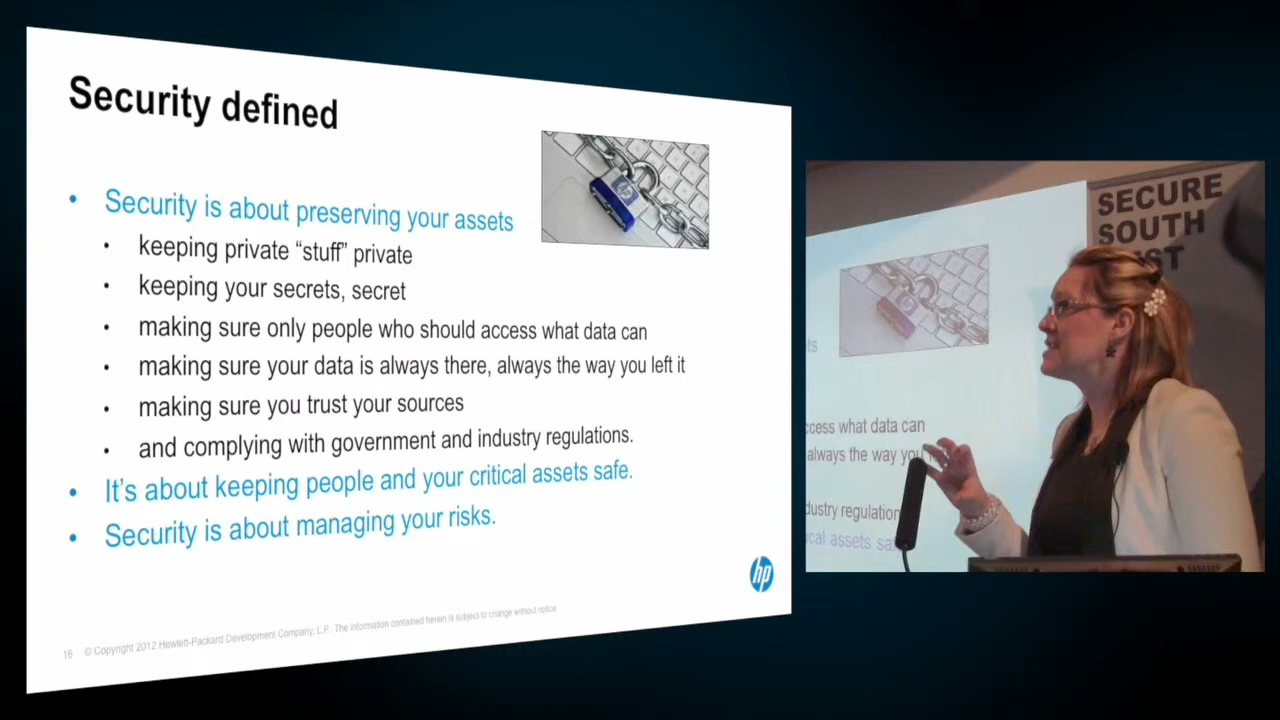 Security defined
• Security is about preserving your assets
• keeping private “stuff” private
• keeping your secrets, secret
• making sure only people who should access what data can
• making sure your data is always there, always the way you left it
• making sure you trust your sources
• and complying with government and industry regulations.
• It’s about keeping people and your critical assets safe.
• Security is about managing your risks.
hp
16 © Copyright 2012 Hewlett-Packard Development Company, L.P. The information contained herein is subject to change without notice.
SECURE
SOUTH
ets
ccess what data can
always the way you
dustry regulation
ical assets sa